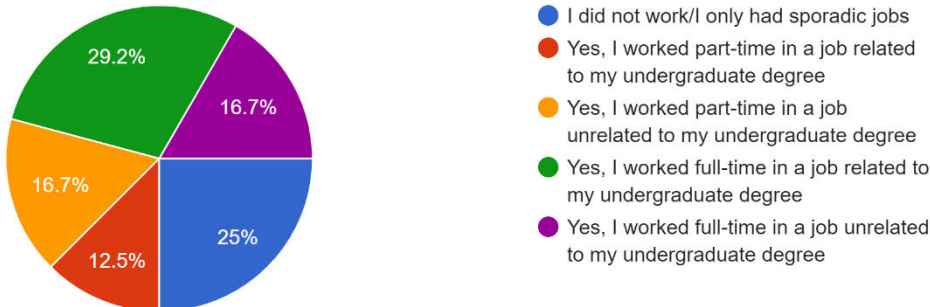 29.2%
16.7%
16.7%
12.5%
25%
I did not work/I only had sporadic jobs
Yes, I worked part-time in a job related
to my undergraduate degree
Yes, I worked part-time in a job
unrelated to my undergraduate degree
Yes, I worked full-time in a job related to
my undergraduate degree
Yes, I worked full-time in a job unrelated
to my undergraduate degree